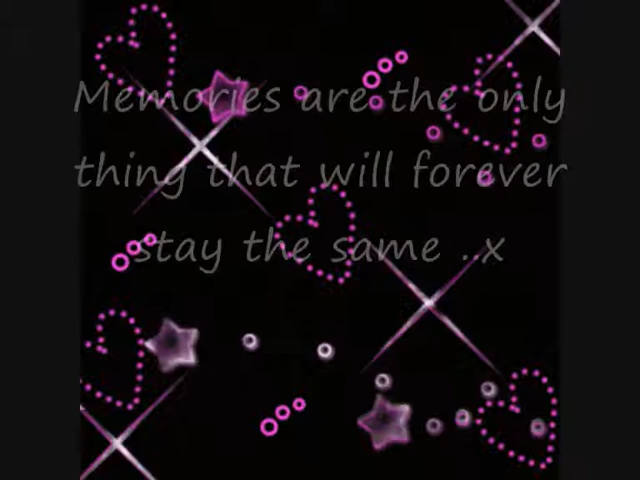 Memories are the only
thing that will forever
stay the same ..x